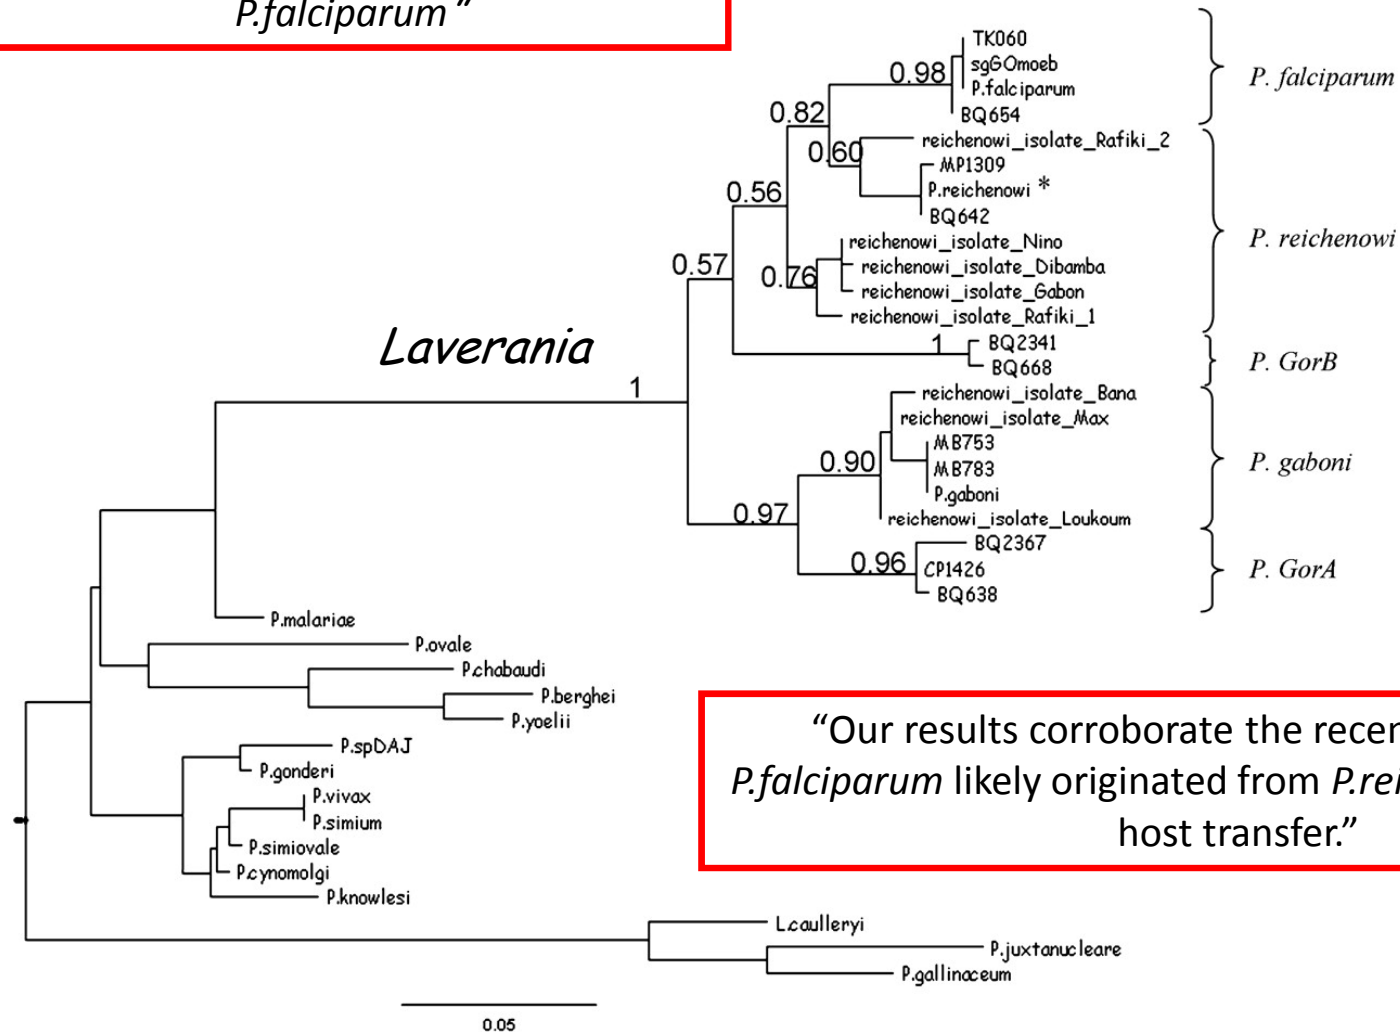 P.falciparum”
TK060
0.98
sgGOmoeb
P. falciparum
P.falciparum
0.82
BQ654
reichenowi_isolate_Rafiki_2
0.60
MP1309
0.56
P.reichenowi *
BQ642
P. reichenowi
reichenowi_isolate_Nino
0.57
reichenowi_isolate_Dibamba
0.76
reichenowi_isolate_Gabon
reichenowi_isolate_Rafiki_1
Laverania
1
BQ2341
P. GorB
BQ668
1
reichenowi_isolate_Bana
reichenowi_isolate_Max
MB753
0.90
MB783
P. gaboni
P.gaboni
0.97
reichenowi_isolate_Loukoum
BQ2367
0.96
CP1426
P. GorA
BQ638
P.malariae
P.ovale
P.chabaudi
P.berghei
P.yoelii
P.spDAJ
P.gonderi
P.vivax
P.simium
P.simiovale
P.cynomolgi
P.knowlesi
“Our results corroborate the
P.falciparum likely originated from
host transfer.”
L.caulleryi
P.juxtanucleare
P.gallinaceum
0.05